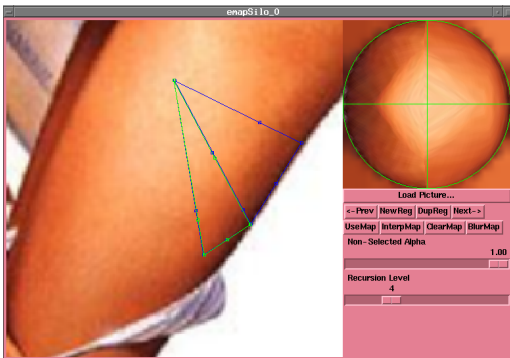 emapSilo_0
Load Picture...
<-Prev NewReg DupReg Next->
UseMap InterpMap ClearMap BlurMap
Non-Selected Alpha
1.00
Recursion Level
4